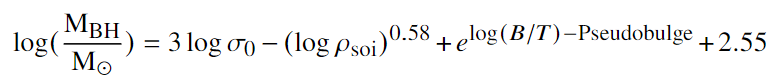 log(M_BH/M_⊙) = 3 log σ_0 − (log ρ_soi)^0.58 + e^{log(B/T)−Pseudobulge} + 2.55